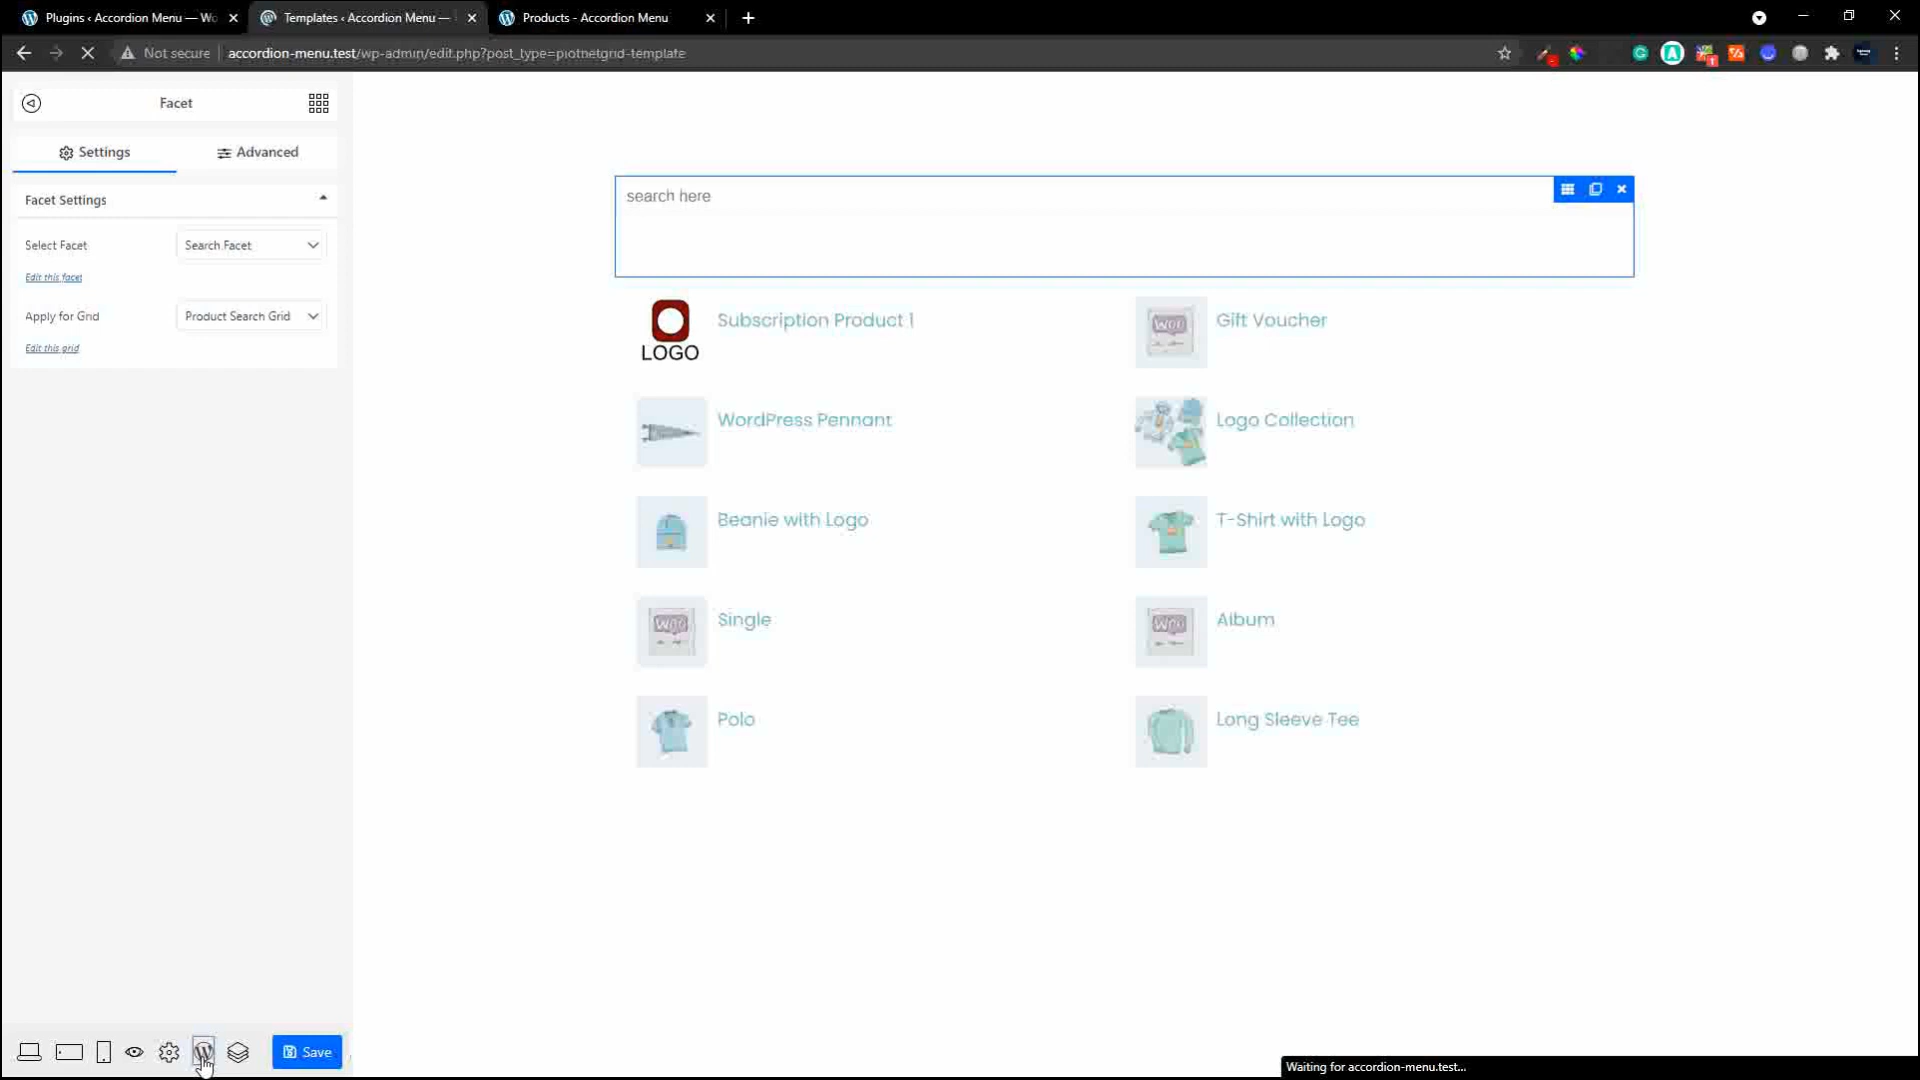 Plugins ‹ Accordion Menu — Wo
Templates ‹ Accordion Menu —
Products - Accordion Menu
Not secure
accordion-menu.test/wp-admin/edit.php?post_type=piotnetgrid-template
Facet
Settings
Advanced
Facet Settings
Select Facet
Search Facet
Edit this facet
Apply for Grid
Product Search Grid
Edit this grid
search here
LOGO
Subscription Product 1
WOO
Gift Voucher
WordPress Pennant
Logo Collection
Beanie with Logo
T-Shirt with Logo
WOO
Single
WOO
Album
Polo
Long Sleeve Tee
Save
Waiting for accordion-menu.test...